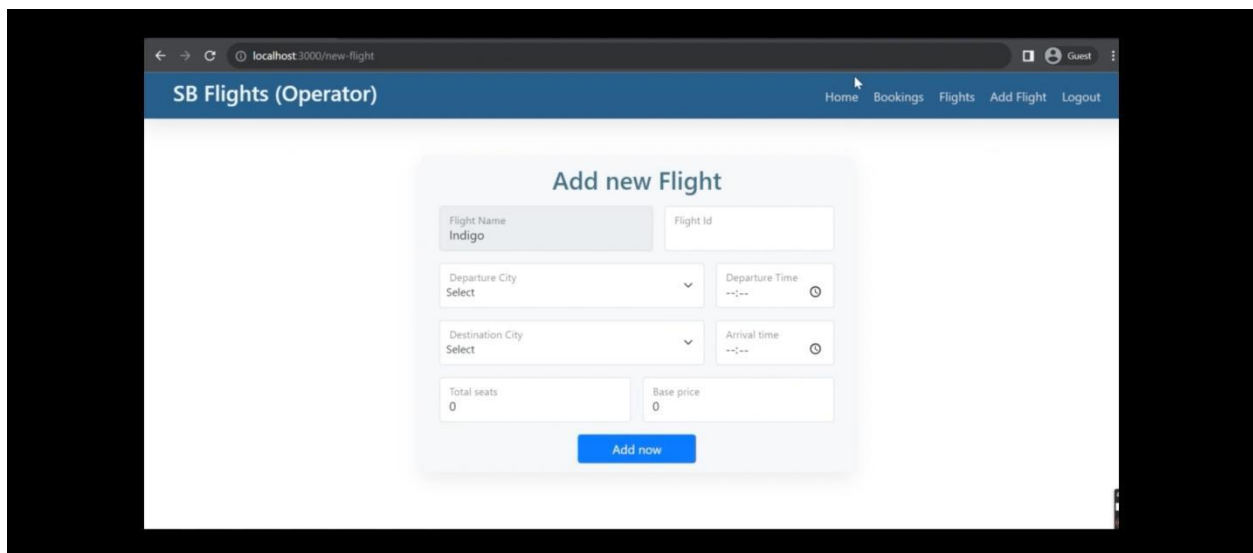 localhost:3000/new-flight
Guest
SB Flights (Operator)
Home Bookings Flights Add Flight Logout
Add new Flight
Flight Name
Indigo
Flight Id
Departure City
Select
Departure Time
--:--
Destination City
Select
Arrival time
--:--
Total seats
0
Base price
0
Add now